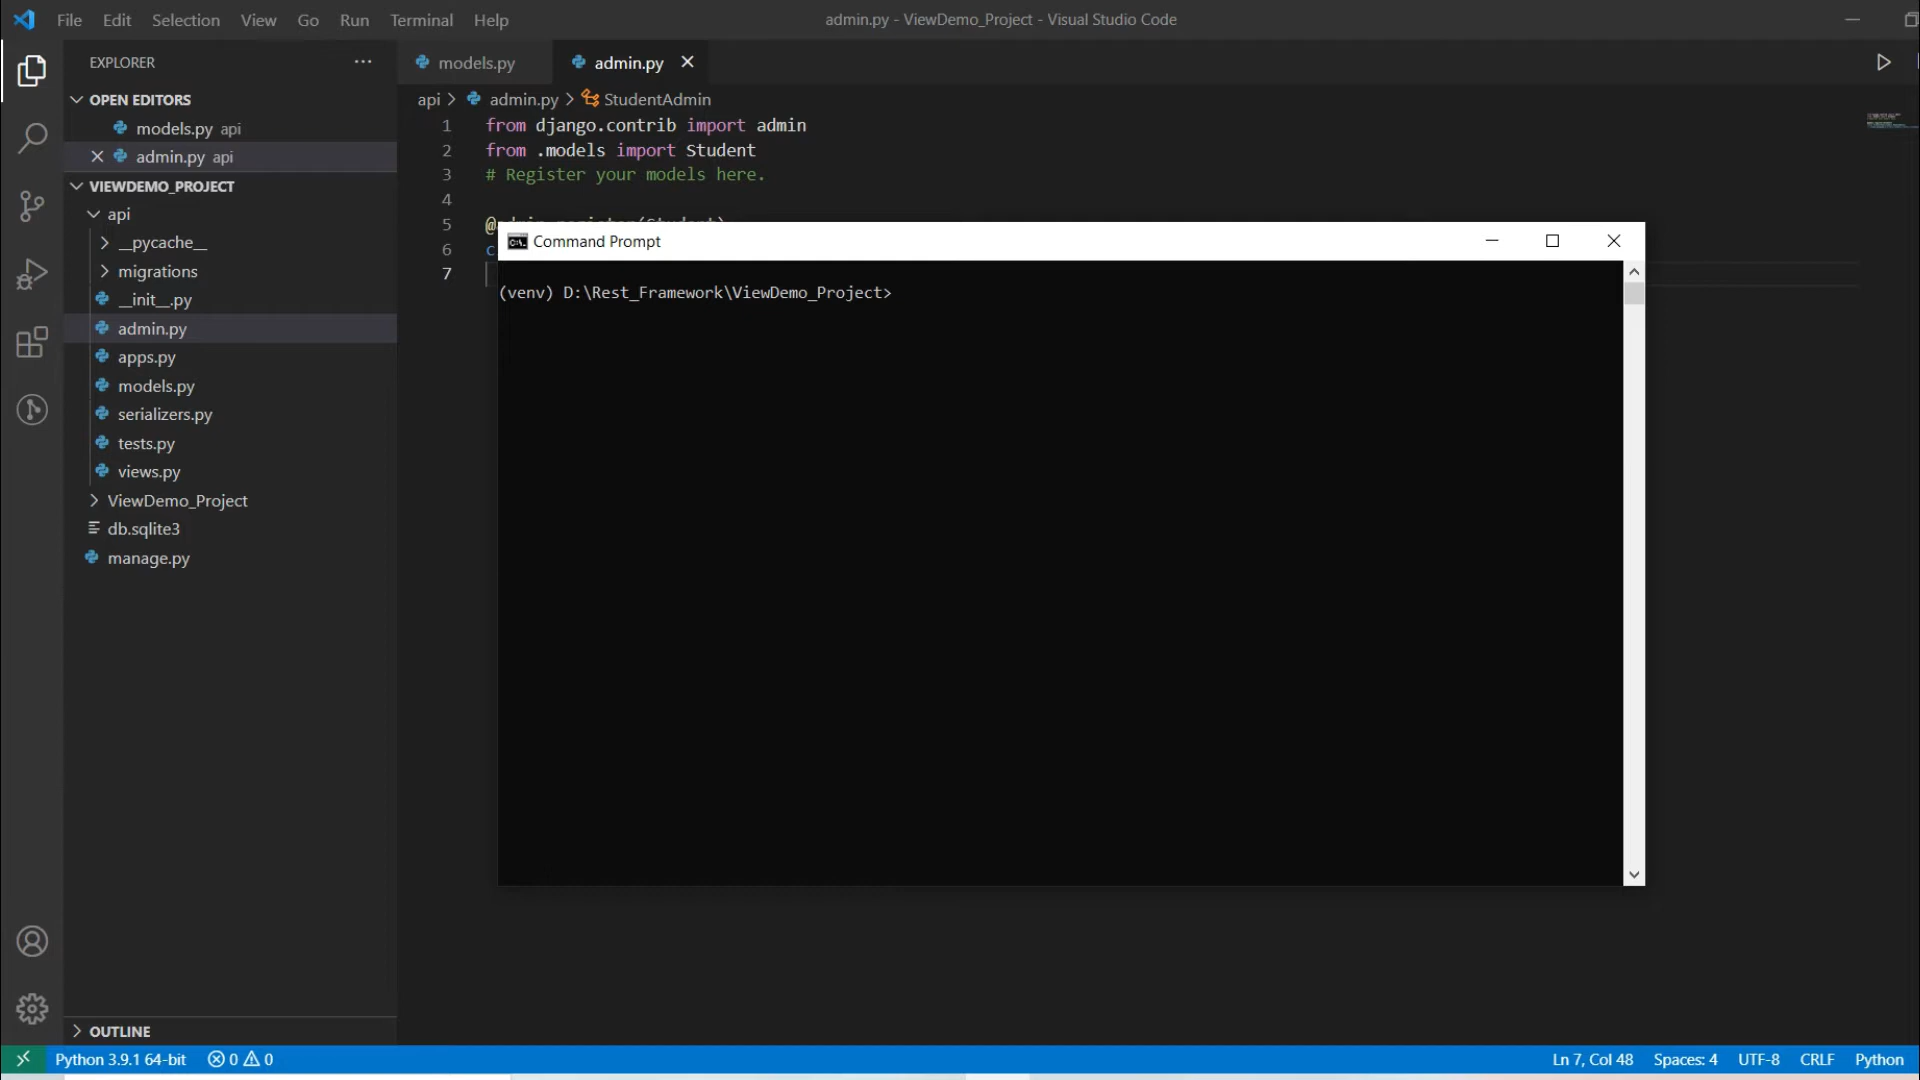 File Edit Selection View Go Run Terminal Help
admin.py - ViewDemo_Project - Visual Studio Code
EXPLORER
OPEN EDITORS
models.py api
admin.py api
VIEWDEMO_PROJECT
api
__pycache__
migrations
__init__.py
admin.py
apps.py
models.py
serializers.py
tests.py
views.py
ViewDemo_Project
db.sqlite3
manage.py
OUTLINE
models.py
admin.py
api > admin.py > StudentAdmin
1 from django.contrib import admin
2 from .models import Student
3 # Register your models here.
4
5 @admin.register(Student)
6 c
7
Command Prompt
(venv) D:\Rest_Framework\ViewDemo_Project>
Python 3.9.1 64-bit 0 0
Ln 7, Col 48 Spaces: 4 UTF-8 CRLF Python